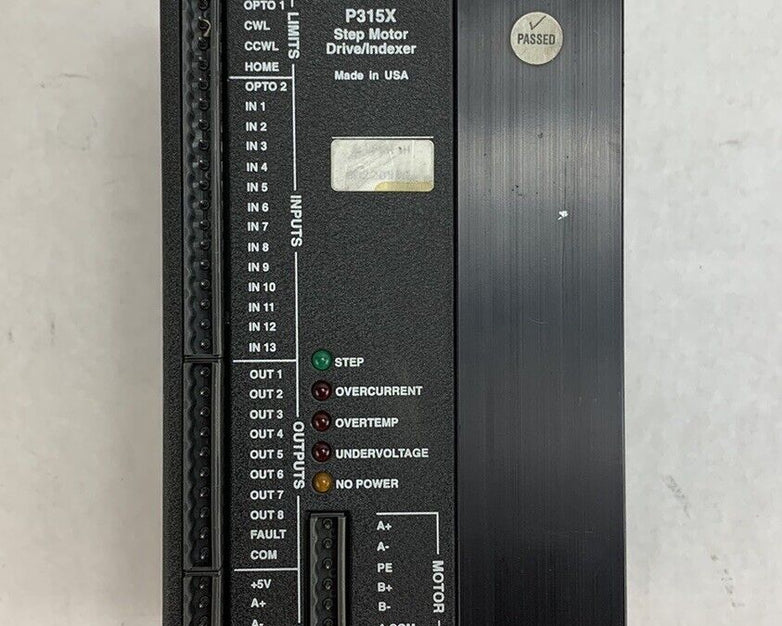 OPTO 1
CWL
CCWL
HOME
LIMITS
OPTO 2
IN 1
IN 2
IN 3
IN 4
IN 5
IN 6
IN 7
IN 8
IN 9
IN 10
IN 11
IN 12
IN 13
INPUTS
OUT 1
OUT 2
OUT 3
OUT 4
OUT 5
OUT 6
OUT 7
OUT 8
FAULT
COM
OUTPUTS
+5V
A+
A-
P315X
Step Motor
Drive/Indexer
Made in USA
STEP
OVERCURRENT
OVERTEMP
UNDERVOLTAGE
NO POWER
A+
A-
PE
B+
B-
MOTOR
PASSED